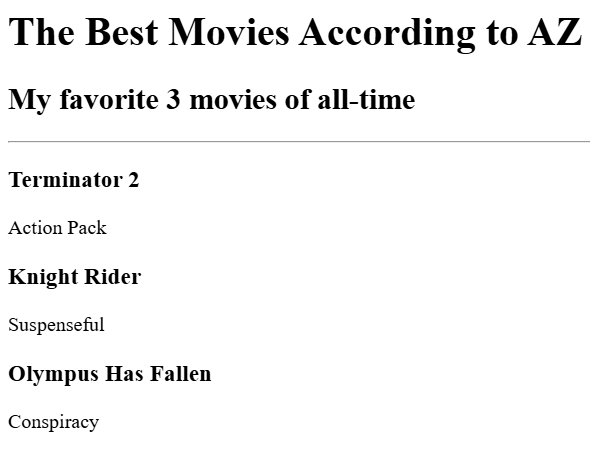 The Best Movies According to AZ
My favorite 3 movies of all-time
Terminator 2
Action Pack
Knight Rider
Suspenseful
Olympus Has Fallen
Conspiracy